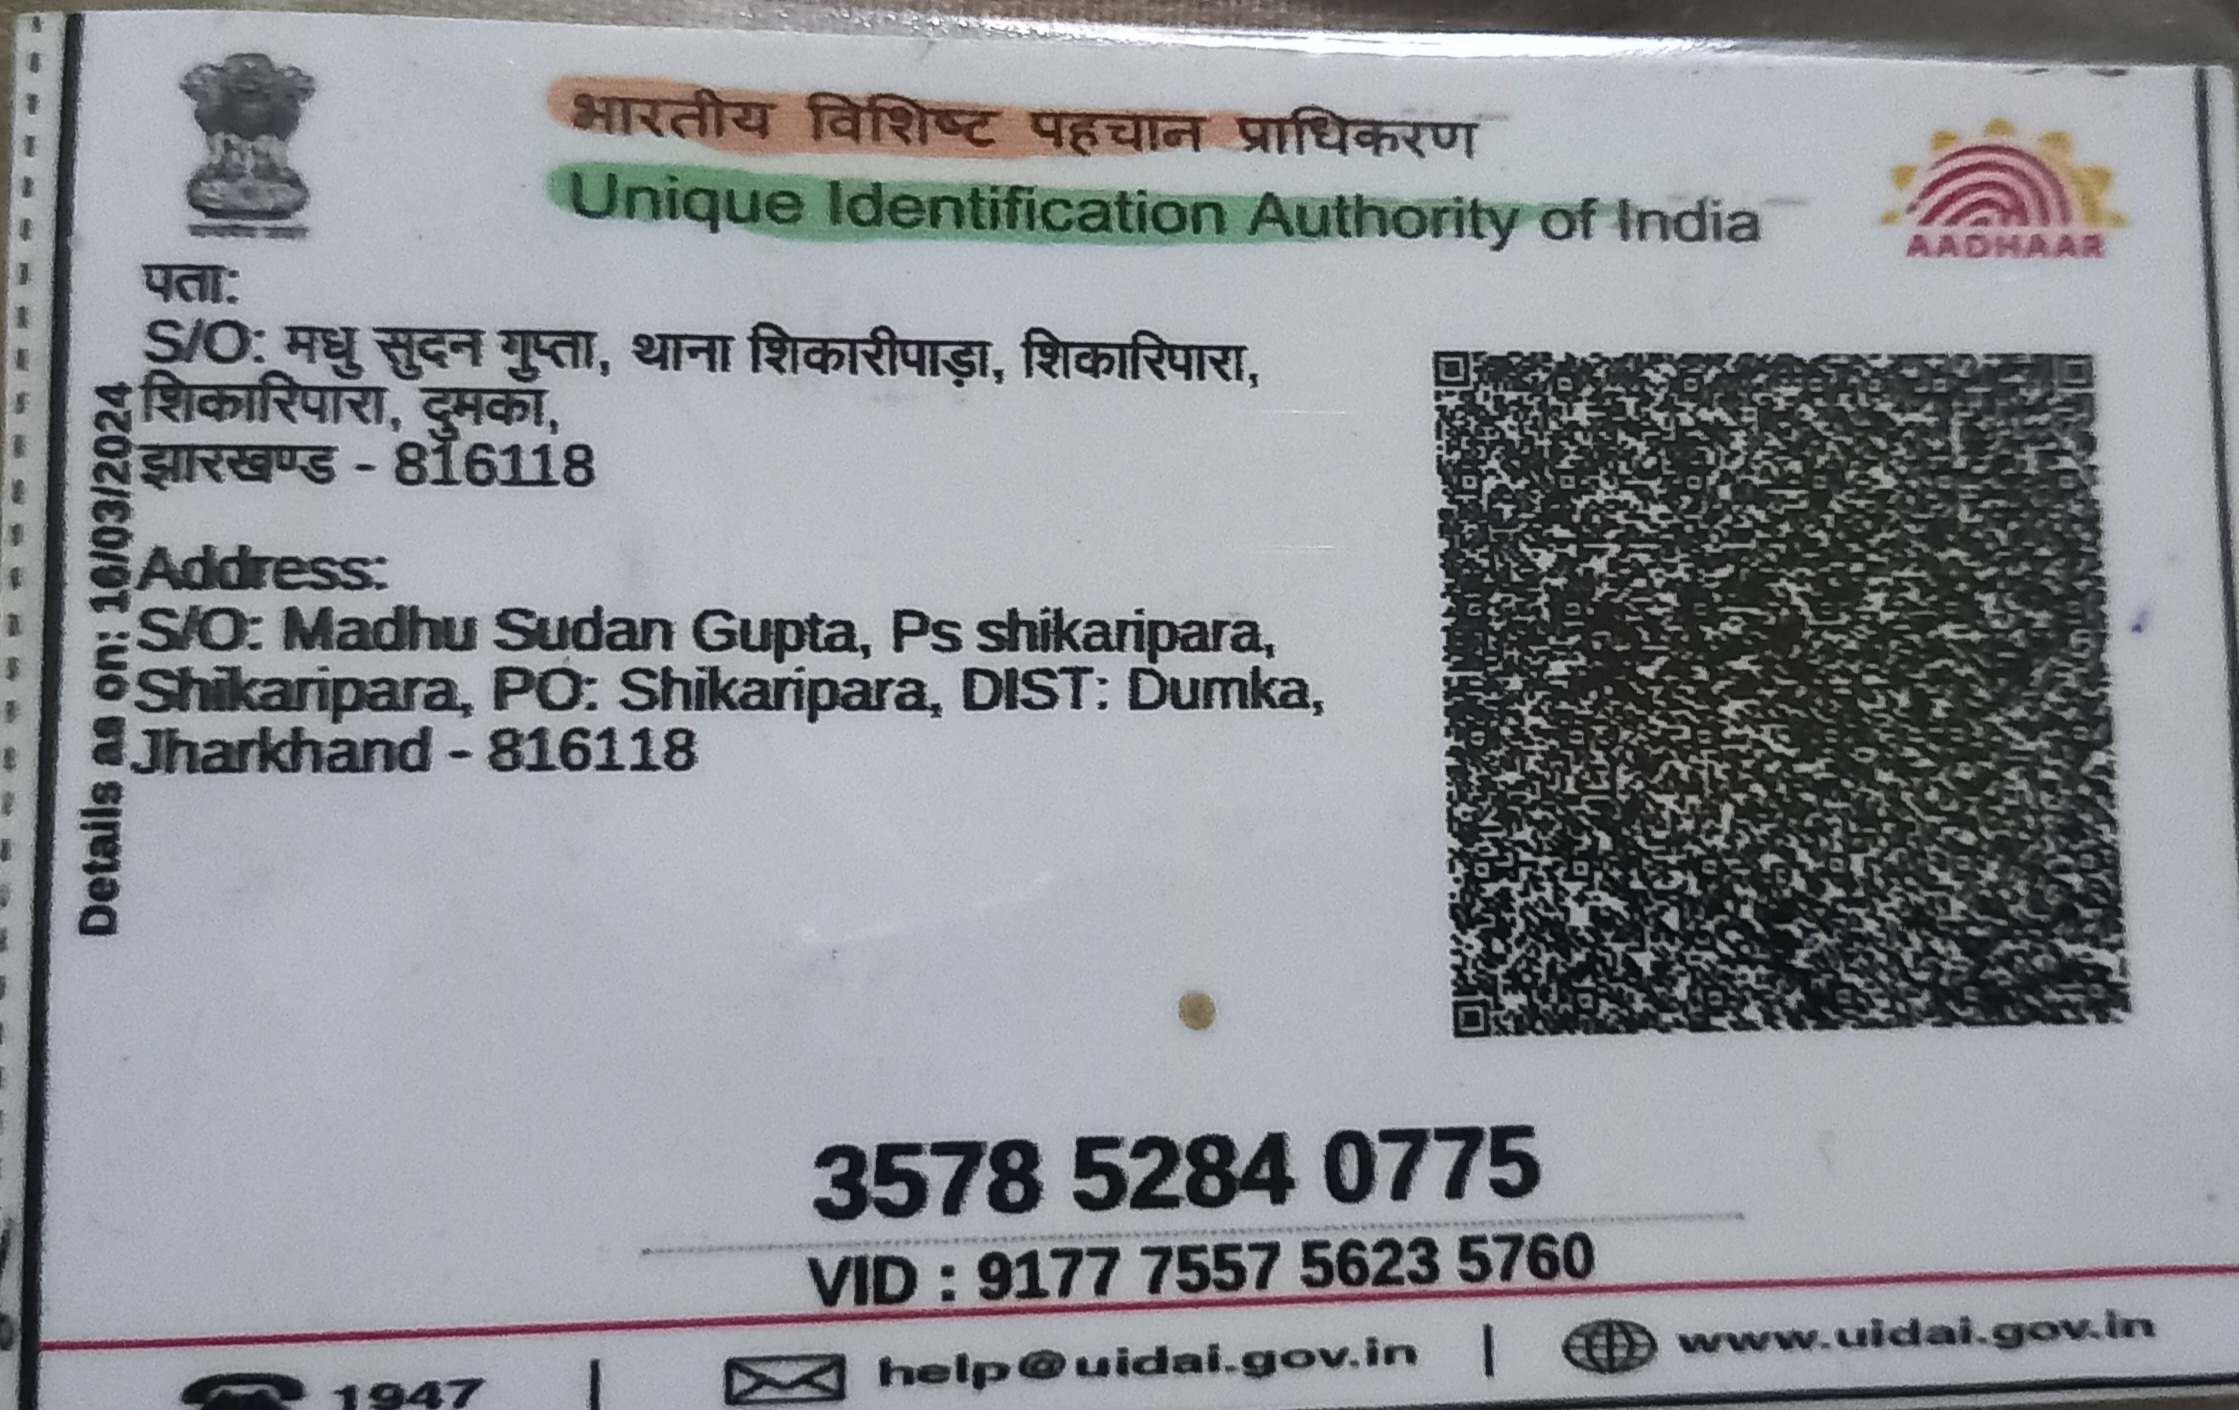 भारतीय विशिष्ट पहचान प्राधिकरण
Unique Identification Authority of India
AADHAAR
पता:
S/O: मधु सुदन गुप्ता, थाना शिकारीपाड़ा, शिकारिपारा,
शिकारिपारा, दुमका,
झारखण्ड - 816118
Address:
S/O: Madhu Sudan Gupta, Ps shikaripara,
Shikaripara, PO: Shikaripara, DIST: Dumka,
Jharkhand - 816118
Details as on: 10/03/2024
3578 5284 0775
VID : 9177 7557 5623 5760
1947 | help@uidai.gov.in | www.uidai.gov.in